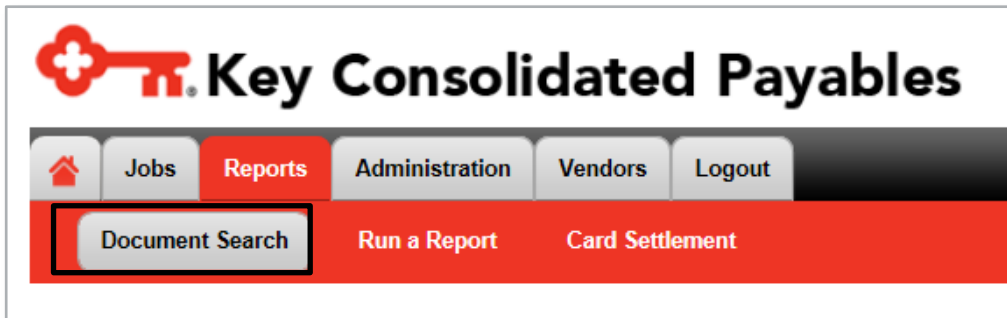 Key Consolidated Payables
Jobs Reports Administration Vendors Logout
Document Search Run a Report Card Settlement